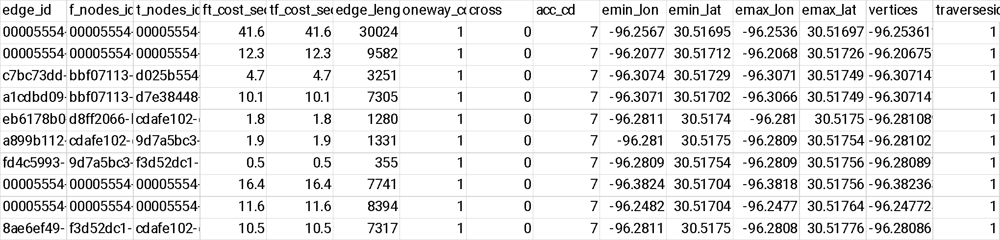 edge_id f_nodes_id t_nodes_id ft_cost_sec tf_cost_sec edge_leng oneway_co cross acc_cd emin_lon emin_lat emax_lon emax_lat vertices traversesid
00005554- 00005554- 00005554- 41.6 41.6 30024 1 0 7 -96.2567 30.51695 -96.2536 30.51697 -96.25361 1
00005554- 00005554- 00005554- 12.3 12.3 9582 1 0 7 -96.2077 30.51712 -96.2068 30.51726 -96.20675 1
c7bc73dd- bbf07113- d025b554- 4.7 4.7 3251 1 0 7 -96.3074 30.51729 -96.3071 30.51749 -96.30714 1
a1cdbd09- bbf07113- d7e38448- 10.1 10.1 7305 1 0 7 -96.3071 30.51702 -96.3066 30.51749 -96.30714 1
eb6178b0 d8ff2066- cdafe102- 1.8 1.8 1280 1 0 7 -96.2811 30.5174 -96.281 30.5175 -96.28108 1
a899b112- cdafe102- 9d7a5bc3- 1.9 1.9 1331 1 0 7 -96.281 30.5175 -96.2809 30.51754 -96.28102 1
fd4c5993- 9d7a5bc3- f3d52dc1- 0.5 0.5 355 1 0 7 -96.2809 30.51754 -96.2809 30.51756 -96.28089 1
00005554- 00005554- 00005554- 16.4 16.4 7741 1 0 7 -96.3824 30.51704 -96.3818 30.51756 -96.38236 1
00005554- 00005554- 00005554- 11.6 11.6 8394 1 0 7 -96.2482 30.51704 -96.2477 30.51764 -96.24772 1
8ae6ef49- f3d52dc1- cdafe102- 10.5 10.5 7317 1 0 7 -96.2811 30.5175 -96.2808 30.51776 -96.28086 1